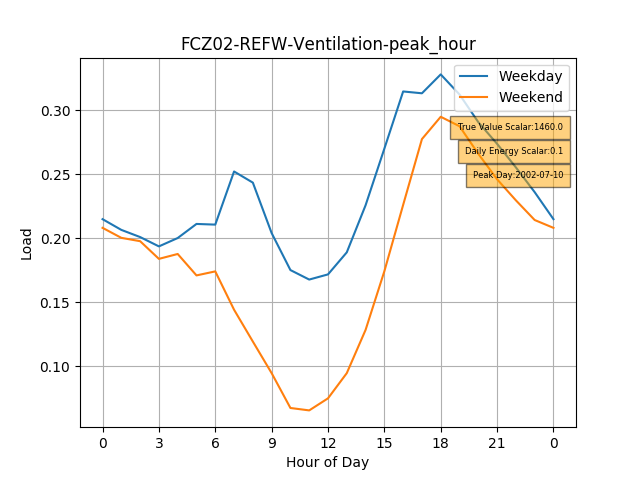 FCZ02-REFW-Ventilation-peak_hour
Weekday
Weekend
True Value Scalar:1460.0
Daily Energy Scalar:0.1
Peak Day:2002-07-10
Load
0.30
0.25
0.20
0.15
0.10
0 3 6 9 12 15 18 21 0
Hour of Day